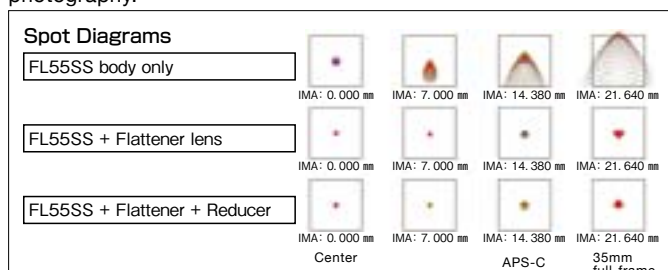 photography.
Spot Diagrams
FL55SS body only
IMA: 0.000 mm IMA: 7.000 mm IMA: 14.380 mm IMA: 21.640 mm
FL55SS + Flattener lens
IMA: 0.000 mm IMA: 7.000 mm IMA: 14.380 mm IMA: 21.640 mm
FL55SS + Flattener + Reducer
IMA: 0.000 mm IMA: 7.000 mm IMA: 14.380 mm IMA: 21.640 mm
Center APS-C 35mm
full-frame